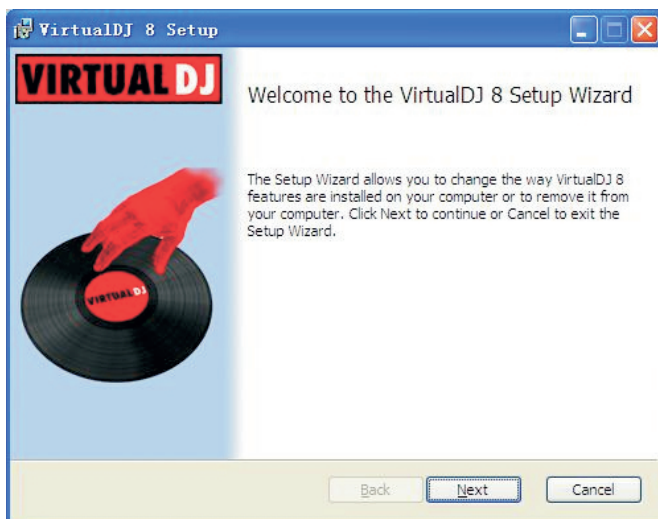 VirtualDJ 8 Setup
VIRTUAL DJ
Welcome to the VirtualDJ 8 Setup Wizard
The Setup Wizard allows you to change the way VirtualDJ 8
features are installed on your computer or to remove it from
your computer. Click Next to continue or Cancel to exit the
Setup Wizard.
VIRTUAL DJ
Back
Next
Cancel